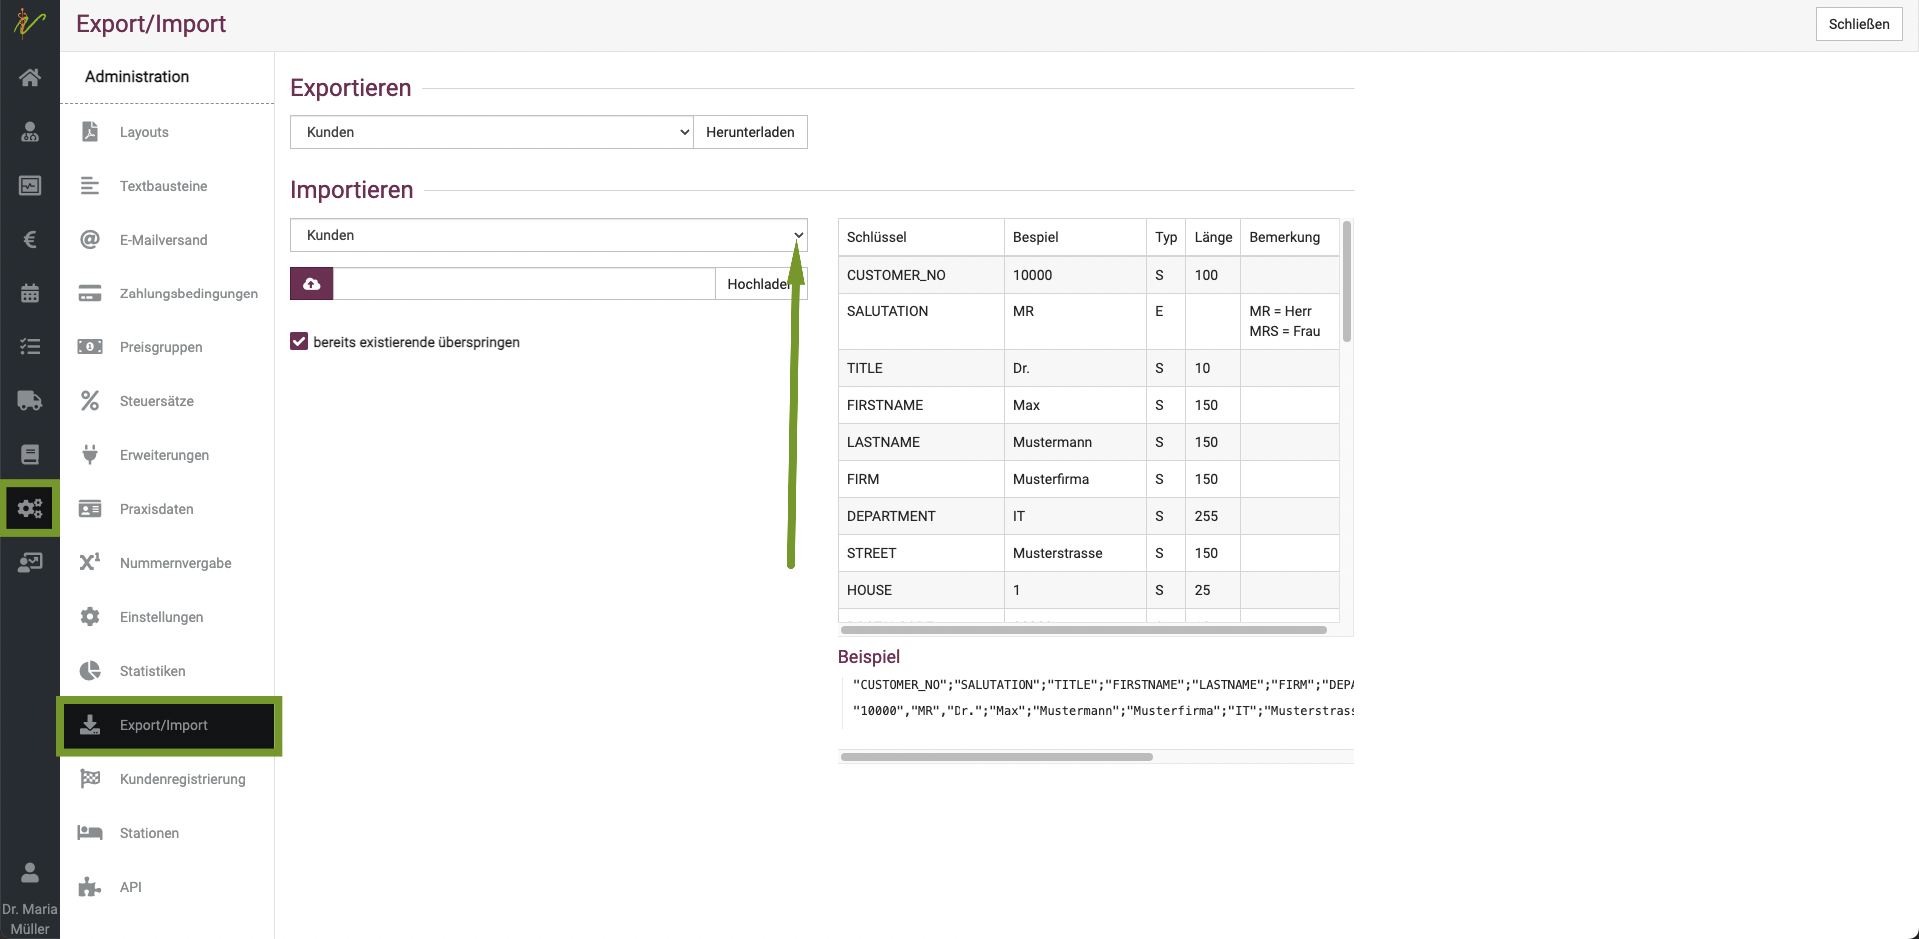 Export/Import
Schließen
Administration
Layouts
Textbausteine
E-Mailversand
Zahlungsbedingungen
Preisgruppen
Steuersätze
Erweiterungen
Praxisdaten
Nummernvergabe
Einstellungen
Statistiken
Export/Import
Kundenregistrierung
Stationen
API
Dr. Maria
Müller
Exportieren
Kunden
Herunterladen
Importieren
Kunden
Hochladen
bereits existierende überspringen
Schlüssel Bespiel Typ Länge Bemerkung
CUSTOMER_NO 10000 S 100
SALUTATION MR E MR = Herr
MRS = Frau
TITLE Dr. S 10
FIRSTNAME Max S 150
LASTNAME Mustermann S 150
FIRM Musterfirma S 150
DEPARTMENT IT S 255
STREET Musterstrasse S 150
HOUSE 1 S 25
Beispiel
"CUSTOMER_NO";"SALUTATION";"TITLE";"FIRSTNAME";"LASTNAME";"FIRM";"DEPA
"10000","MR","Dr.";"Max";"Mustermann";"Musterfirma";"IT";"Musterstrass